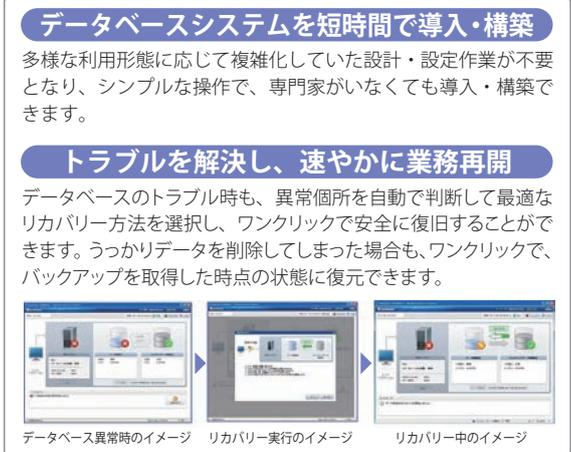 データベースシステムを短時間で導入・構築
多様な利用形態に応じて複雑化していた設計・設定作業が不要
となり、シンプルな操作で、専門家がいなくても導入・構築で
きます。
トラブルを解決し、速やかに業務再開
データベースのトラブル時も、異常個所を自動で判断して最適な
リカバリー方法を選択し、ワンクリックで安全に復旧することがで
きます。うっかりデータを削除してしまった場合も、ワンクリックで、
バックアップを取得した時点の状態に復元できます。
データベース異常時のイメージ
リカバリー実行のイメージ
リカバリー中のイメージ